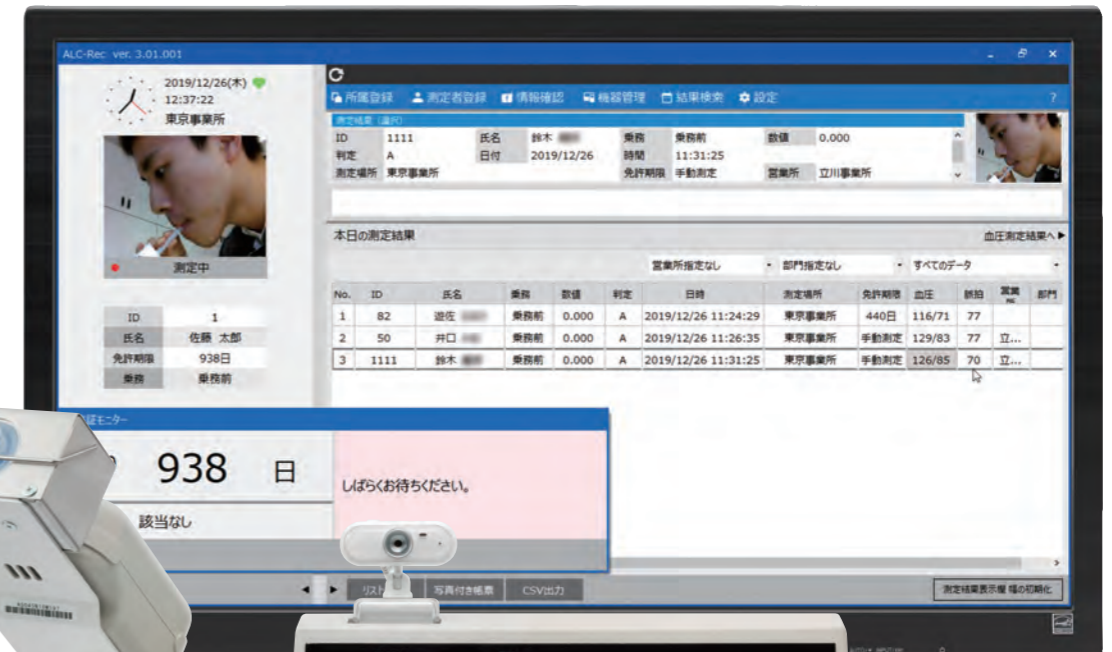 ALC-Rec ver. 3.01.001
2019/12/26(木)
12:37:22
東京事業所
測定中
ID 1
氏名 佐藤 太郎
免許期限 938日
乗務 乗務前
所属登録 測定者登録 情報確認 機器管理 結果検索 設定 ?
測定結果 (選択)
ID 1111 氏名 鈴木 乗務 乗務前 数値 0.000
判定 A 日付 2019/12/26 時間 11:31:25
測定場所 東京事業所 免許期限 手動測定 営業所 立川事業所
本日の測定結果
血圧測定結果へ▶
営業所指定なし 部門指定なし すべてのデータ
No. ID 氏名 乗務 数値 判定 日時 測定場所 免許期限 血圧 脈拍 営業所 部門
1 82 遊佐 乗務前 0.000 A 2019/12/26 11:24:29 東京事業所 440日 116/71 77
2 50 井口 乗務前 0.000 A 2019/12/26 11:26:35 東京事業所 手動測定 129/83 77 立...
3 1111 鈴木 乗務前 0.000 A 2019/12/26 11:31:25 東京事業所 手動測定 126/85 70 立...
証モニター
938 日
しばらくお待ちください。
該当なし
リスト 写真付き帳票 CSV出力
測定結果表示欄 幅の初期化